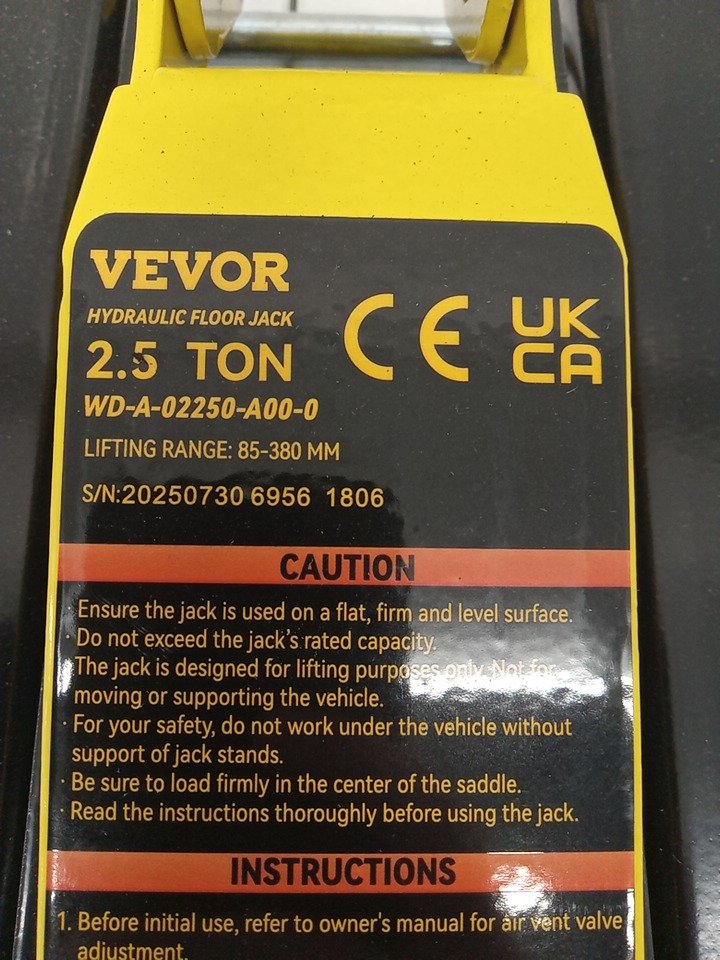 VEVOR
HYDRAULIC FLOOR JACK
2.5 TON
WD-A-02250-A00-0
LIFTING RANGE: 85-380 MM
S/N:20250730 6956 1806
CE
UK
CA
CAUTION
· Ensure the jack is used on a flat, firm and level surface.
· Do not exceed the jack's rated capacity.
· The jack is designed for lifting purposes only. Not for
moving or supporting the vehicle.
· For your safety, do not work under the vehicle without
support of jack stands.
· Be sure to load firmly in the center of the saddle.
· Read the instructions thoroughly before using the jack.
INSTRUCTIONS
1. Before initial use, refer to owner's manual for air vent valve
adjustment.